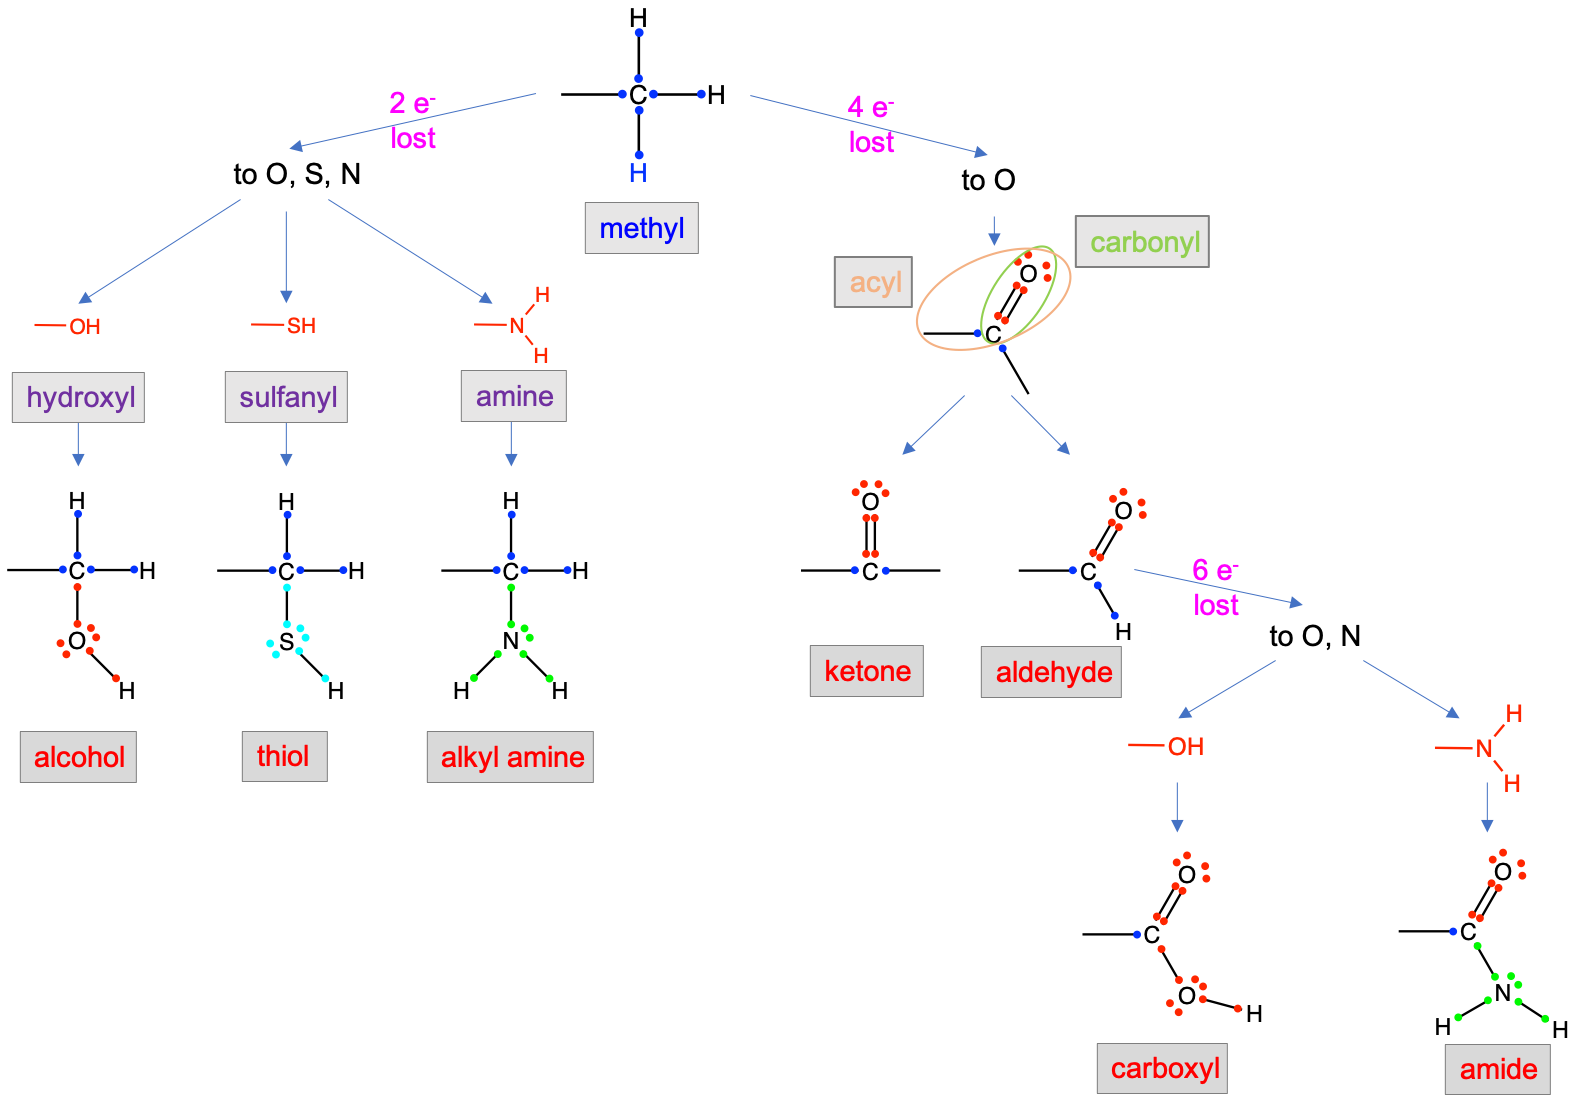 H
C
H
H
methyl
2 e-
lost
4 e-
lost
to O, S, N
to O
OH
SH
N
H
H
hydroxyl
sulfanyl
amine
acyl
carbonyl
O
C
H
C
H
O
H
alcohol
H
C
H
S
H
thiol
H
C
H
N
H
H
alkyl amine
O
C
ketone
O
C
H
aldehyde
6 e-
lost
to O, N
OH
N
H
H
O
C
O
H
carboxyl
O
C
N
H
H
amide